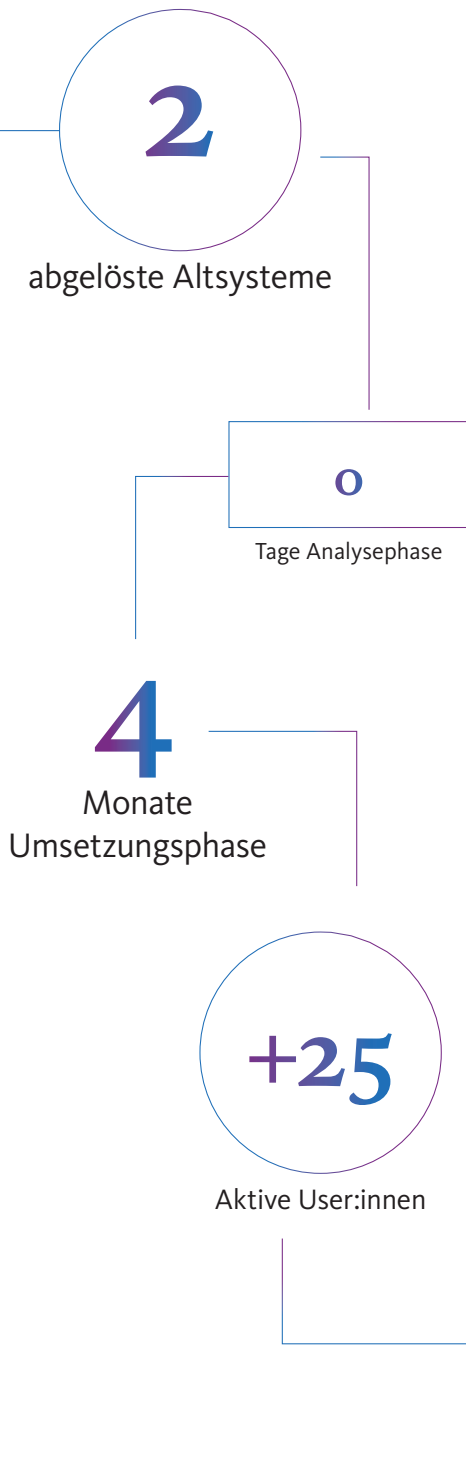 2
abgelöste Altsysteme
0
Tage Analysephase
4
Monate
Umsetzungsphase
+25
Aktive User:innen